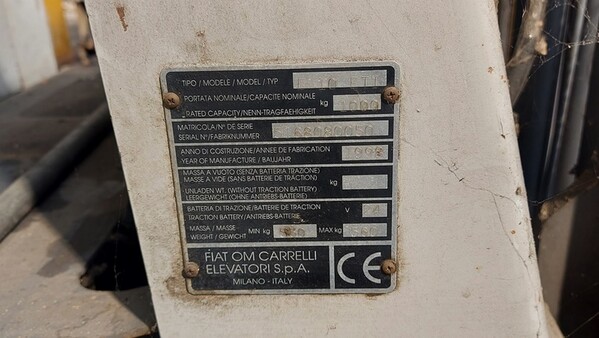 TIPO / MODELE / MODEL / TYP
PORTATA NOMINALE/CAPACITE NOMINALE
RATED CAPACITY/NENN-TRAGFAEHIGKEIT kg 1000
MATRICOLA/N° DE SERIE
SERIAL N°/FABRIKNUMMER
ANNO DI COSTRUZIONE/ANNEE DE FABRICATION
YEAR OF MANUFACTURE / BAUJAHR
MASSA A VUOTO (SENZA BATTERIA TRAZIONE)
MASSE A VIDE (SANS BATTERIE DE TRACTION)
UNLADEN WT. (WITHOUT TRACTION BATTERY) kg
LEERGEWICHT (OHNE ANTRIEBS-BATTERIE)
BATTERIA DI TRAZIONE/BATTERIE DE TRACTION V
TRACTION BATTERY/ANTRIEBS-BATTERIE
MASSA / MASSE
WEIGHT / GEWICHT MIN kg MAX kg
FIAT OM CARRELLI
ELEVATORI S.p.A.
MILANO - ITALY
CE